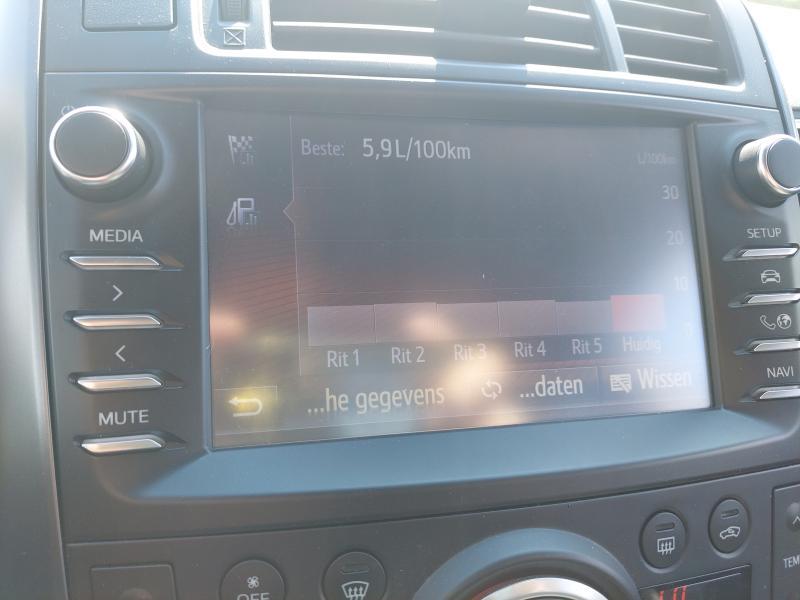 Beste: 5,9L/100km
L/100km
30
20
10
0
Rit 1 Rit 2 Rit 3 Rit 4 Rit 5 Huidig
...he gegevens ...daten Wissen
MEDIA
>
<
MUTE
SETUP
NAVI
OFF
TEM